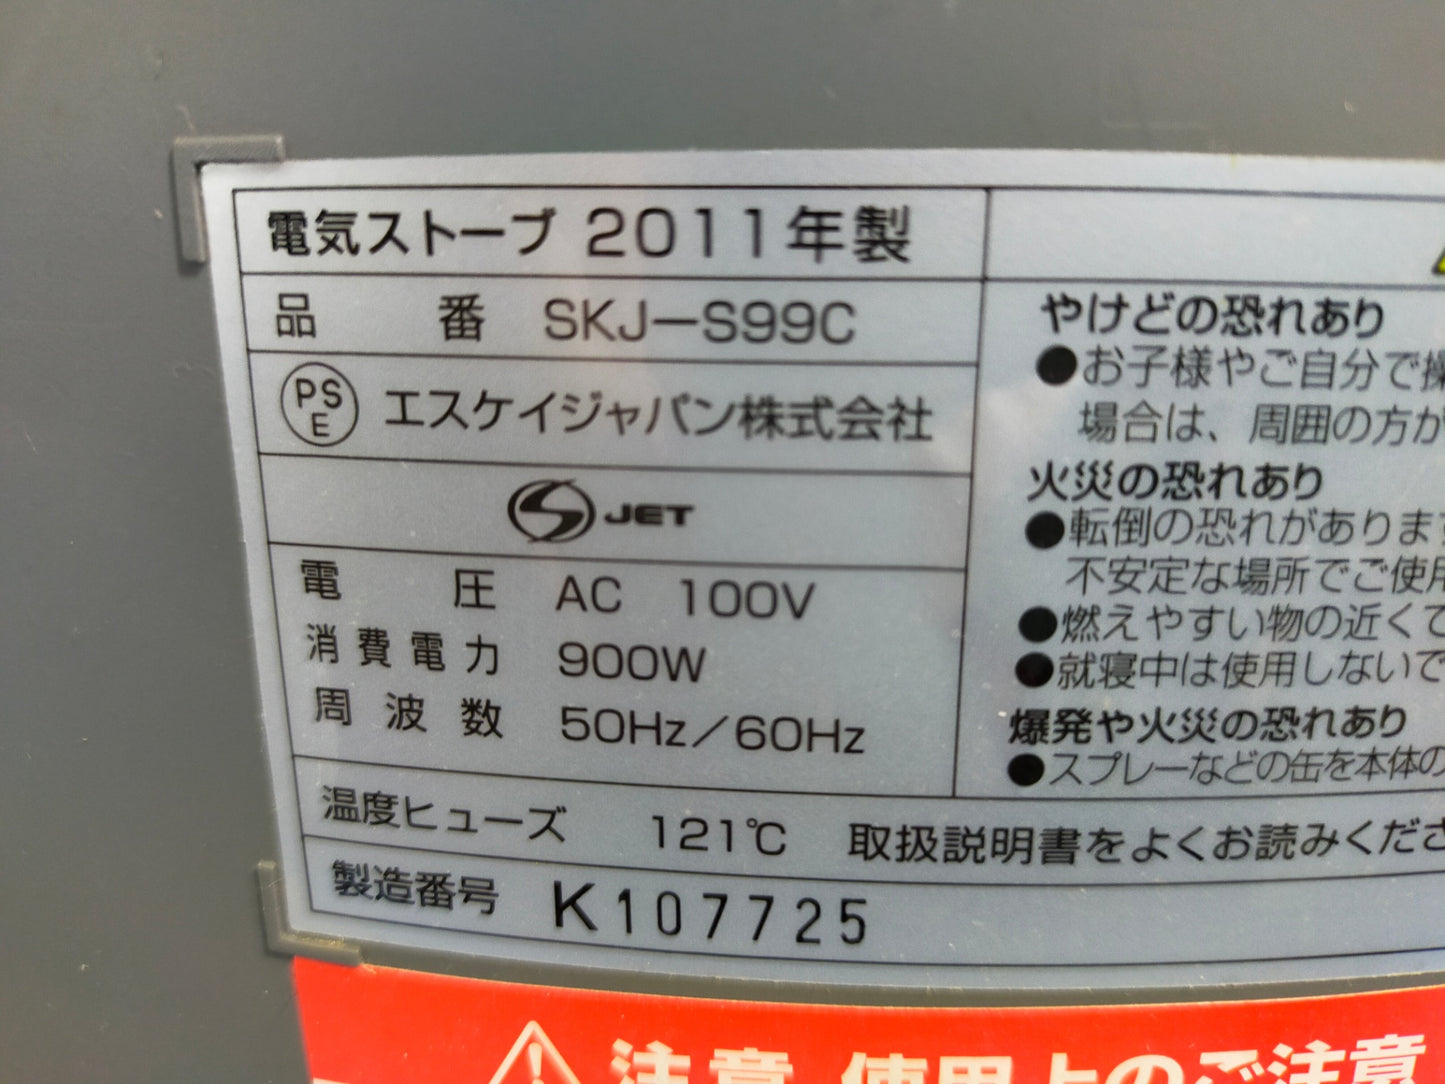 電気ストーブ 2011年製
品番 SKJ-S99C
PSE エスケイジャパン株式会社
S JET
電圧 AC 100V
消費電力 900W
周波数 50Hz/60Hz
やけどの恐れあり
●お子様やご自分で操
場合は、周囲の方が
火災の恐れあり
●転倒の恐れがあります
不安定な場所でご使用
●燃えやすい物の近くで
●就寝中は使用しないで
爆発や火災の恐れあり
●スプレーなどの缶を本体の
温度ヒューズ 121℃ 取扱説明書をよくお読みくださ
製造番号 K107725
注意 使用上のご注意